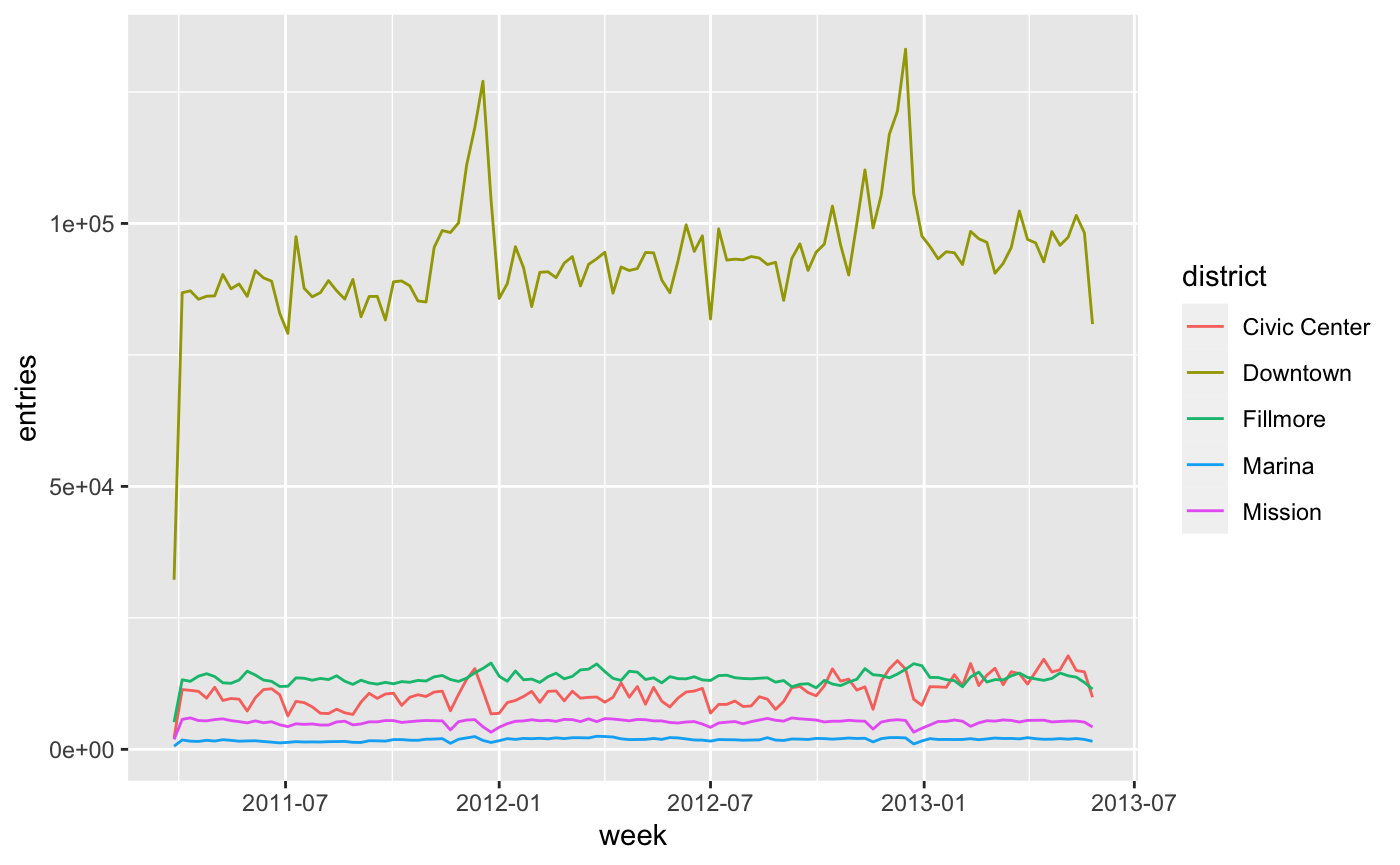 1e+05
5e+04
0e+00
entries
2011-07
2012-01
2012-07
2013-01
2013-07
week
district
Civic Center
Downtown
Fillmore
Marina
Mission